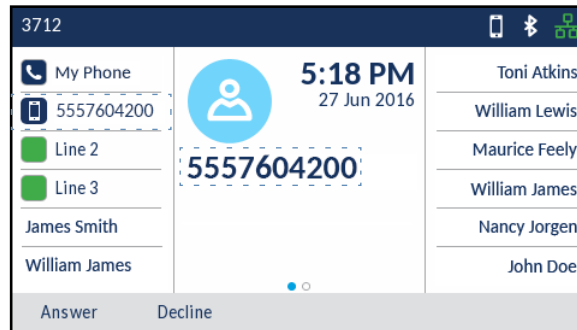 3712
My Phone
5557604200
Line 2
Line 3
James Smith
William James
5:18 PM
27 Jun 2016
5557604200
Toni Atkins
William Lewis
Maurice Feely
William James
Nancy Jorgen
John Doe
Answer
Decline